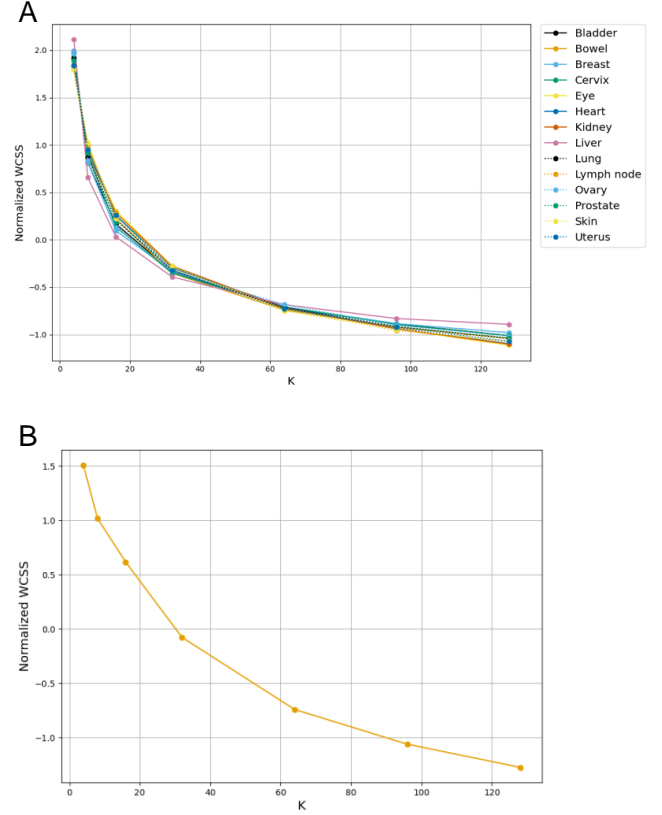 A
2.0
1.5
1.0
0.5
0.0
−0.5
−1.0
Normalized WCSS
0
20
40
60
80
100
120
K
Bladder
Bowel
Breast
Cervix
Eye
Heart
Kidney
Liver
Lung
Lymph node
Ovary
Prostate
Skin
Uterus
B
1.5
1.0
0.5
0.0
−0.5
−1.0
Normalized WCSS
0
20
40
60
80
100
120
K